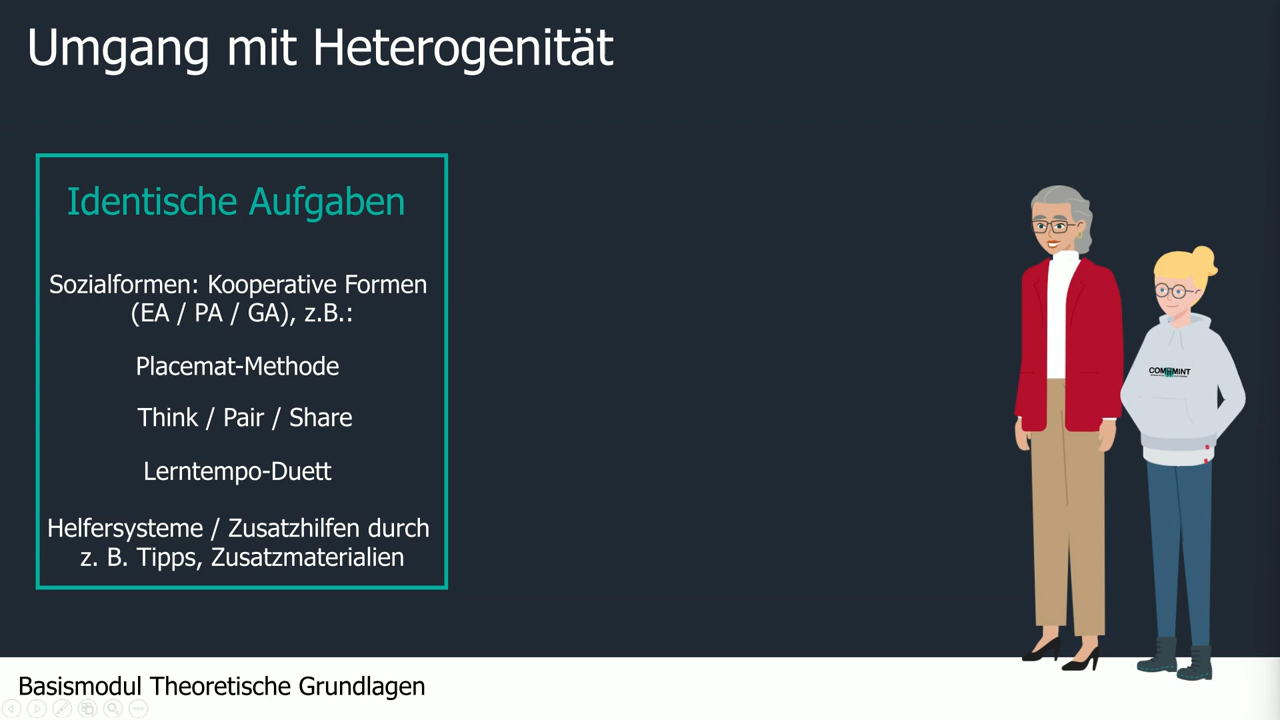 Umgang mit Heterogenität
Identische Aufgaben
Sozialformen: Kooperative Formen
(EA / PA / GA), z.B.:
Placemat-Methode
Think / Pair / Share
Lerntempo-Duett
Helfersysteme / Zusatzhilfen durch
z. B. Tipps, Zusatzmaterialien
COMeMINT
Basismodul Theoretische Grundlagen